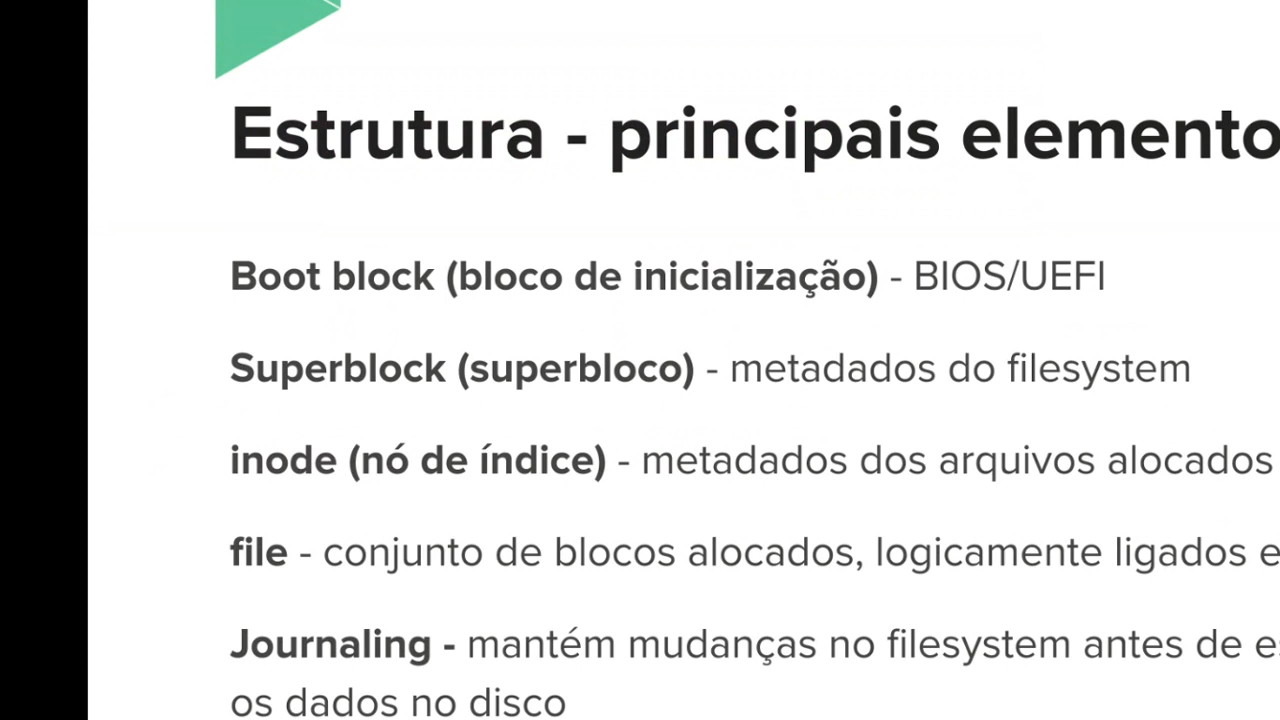 Estrutura - principais elemento
Boot block (bloco de inicialização) - BIOS/UEFI
Superblock (superbloco) - metadados do filesystem
inode (nó de índice) - metadados dos arquivos alocados
file - conjunto de blocos alocados, logicamente ligados e
Journaling - mantém mudanças no filesystem antes de e
os dados no disco